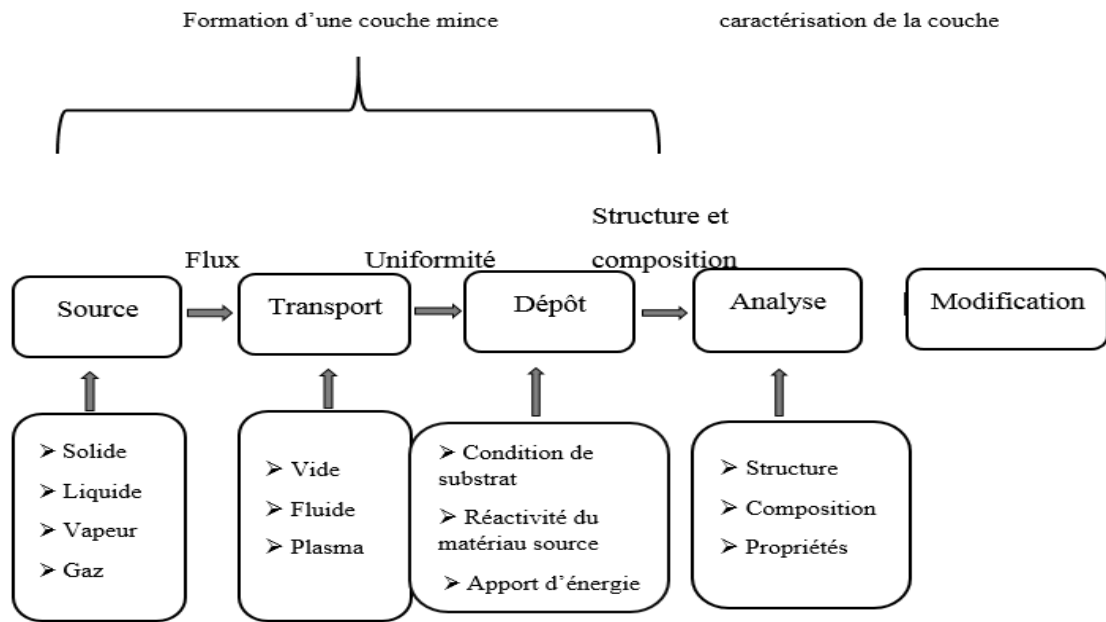 Formation d’une couche mince
caractérisation de la couche
Structure et
composition
Flux
Uniformité
Source
Transport
Dépôt
Analyse
Modification
➢ Solide
➢ Liquide
➢ Vapeur
➢ Gaz
➢ Vide
➢ Fluide
➢ Plasma
➢ Condition de
substrat
➢ Réactivité du
matériau source
➢ Apport d’énergie
➢ Structure
➢ Composition
➢ Propriétés